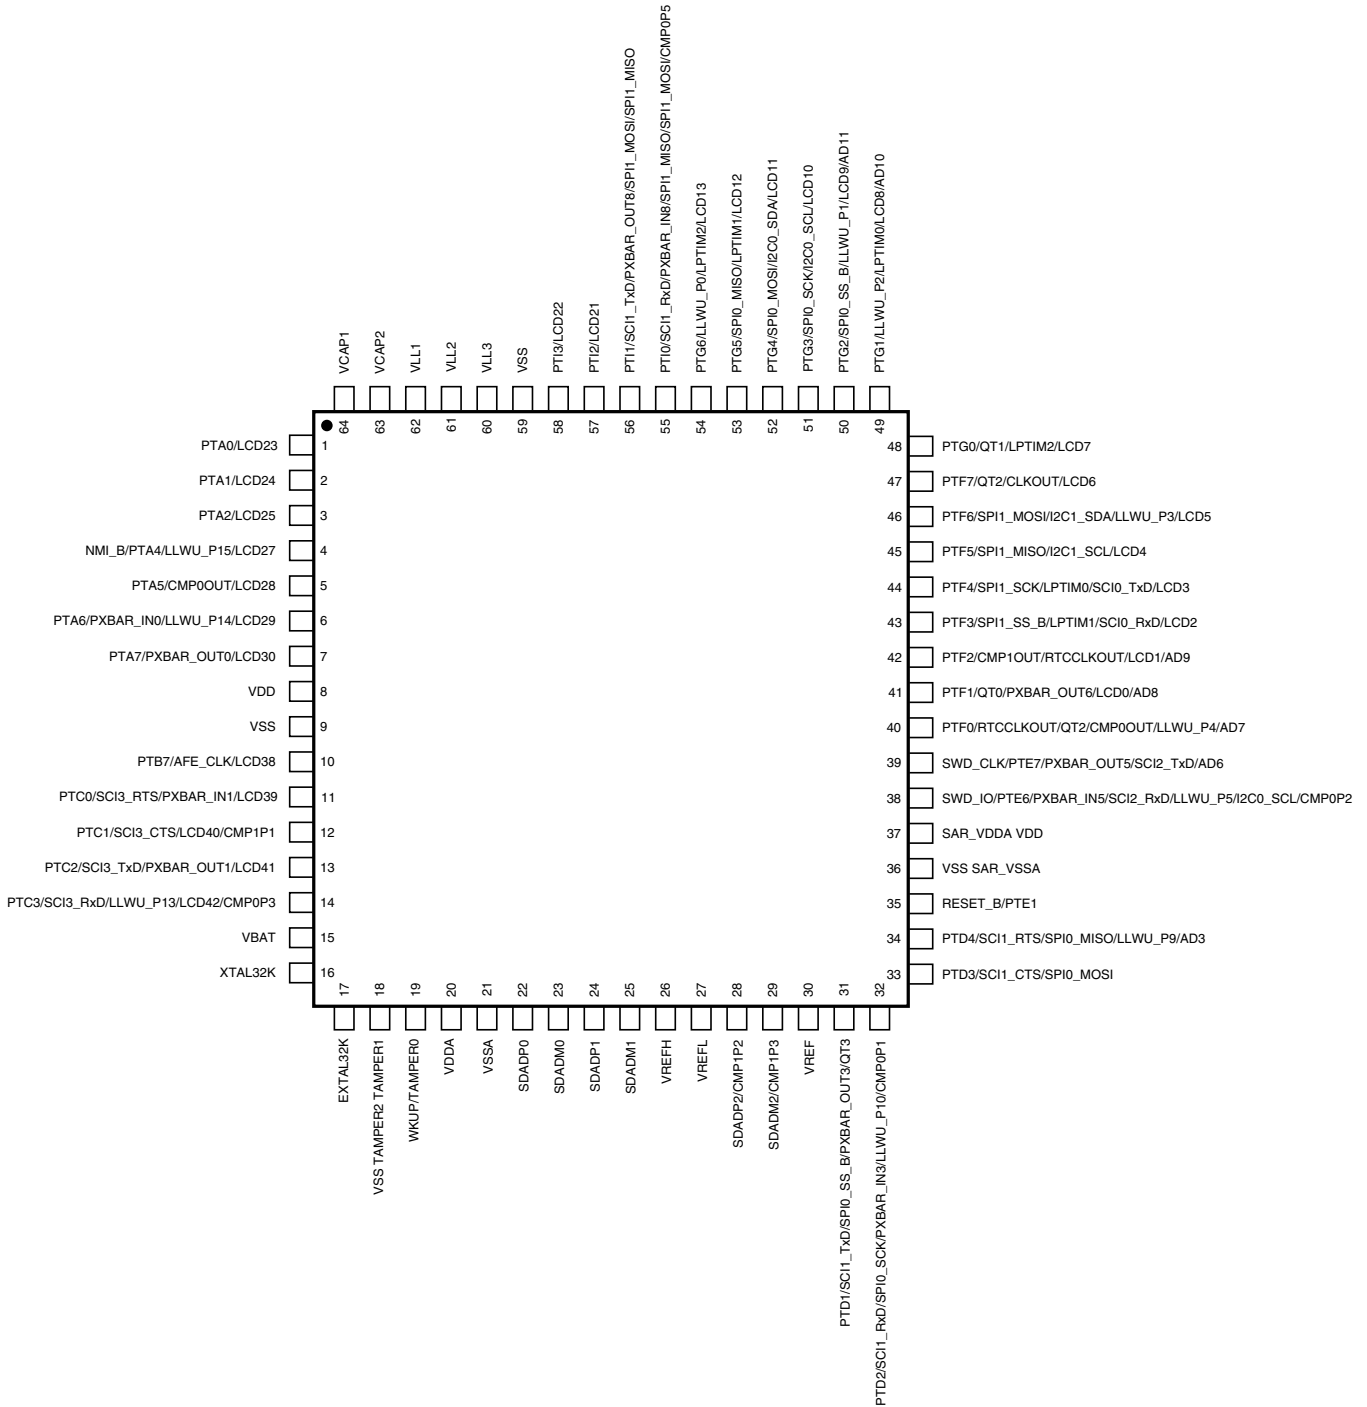 VCAP1
VCAP2
VLL1
VLL2
VLL3
VSS
PTI3/LCD22
PTI2/LCD21
PTI1/SCI1_TxD/PXBAR_OUT8/SPI1_MOSI/SPI1_MISO
PTI0/SCI1_RxD/PXBAR_IN8/SPI1_MISO/SPI1_MOSI/CMP0P5
PTG6/LLWU_P0/LPTIM2/LCD13
PTG5/SPI0_MISO/LPTIM1/LCD12
PTG4/SPI0_MOSI/I2C0_SDA/LCD11
PTG3/SPI0_SCK/I2C0_SCL/LCD10
PTG2/SPI0_SS_B/LLWU_P1/LCD9/AD11
PTG1/LLWU_P2/LPTIM0/LCD8/AD10
64
63
62
61
60
59
58
57
56
55
54
53
52
51
50
49
PTA0/LCD23 1
PTA1/LCD24 2
PTA2/LCD25 3
NMI_B/PTA4/LLWU_P15/LCD27 4
PTA5/CMP0OUT/LCD28 5
PTA6/PXBAR_IN0/LLWU_P14/LCD29 6
PTA7/PXBAR_OUT0/LCD30 7
VDD 8
VSS 9
PTB7/AFE_CLK/LCD38 10
PTC0/SCI3_RTS/PXBAR_IN1/LCD39 11
PTC1/SCI3_CTS/LCD40/CMP1P1 12
PTC2/SCI3_TxD/PXBAR_OUT1/LCD41 13
PTC3/SCI3_RxD/LLWU_P13/LCD42/CMP0P3 14
VBAT 15
XTAL32K 16
48 PTG0/QT1/LPTIM2/LCD7
47 PTF7/QT2/CLKOUT/LCD6
46 PTF6/SPI1_MOSI/I2C1_SDA/LLWU_P3/LCD5
45 PTF5/SPI1_MISO/I2C1_SCL/LCD4
44 PTF4/SPI1_SCK/LPTIM0/SCI0_TxD/LCD3
43 PTF3/SPI1_SS_B/LPTIM1/SCI0_RxD/LCD2
42 PTF2/CMP1OUT/RTCCLKOUT/LCD1/AD9
41 PTF1/QT0/PXBAR_OUT6/LCD0/AD8
40 PTF0/RTCCLKOUT/QT2/CMP0OUT/LLWU_P4/AD7
39 SWD_CLK/PTE7/PXBAR_OUT5/SCI2_TxD/AD6
38 SWD_IO/PTE6/PXBAR_IN5/SCI2_RxD/LLWU_P5/I2C0_SCL/CMP0P2
37 SAR_VDDA VDD
36 VSS SAR_VSSA
35 RESET_B/PTE1
34 PTD4/SCI1_RTS/SPI0_MISO/LLWU_P9/AD3
33 PTD3/SCI1_CTS/SPI0_MOSI
17
18
19
20
21
22
23
24
25
26
27
28
29
30
31
32
EXTAL32K
VSS TAMPER2 TAMPER1
WKUP/TAMPER0
VDDA
VSSA
SDADP0
SDADM0
SDADP1
SDADM1
VREFH
VREFL
SDADP2/CMP1P2
SDADM2/CMP1P3
VREF
PTD1/SCI1_TxD/SPI0_SS_B/PXBAR_OUT3/QT3
PTD2/SCI1_RxD/SPI0_SCK/PXBAR_IN3/LLWU_P10/CMP0P1